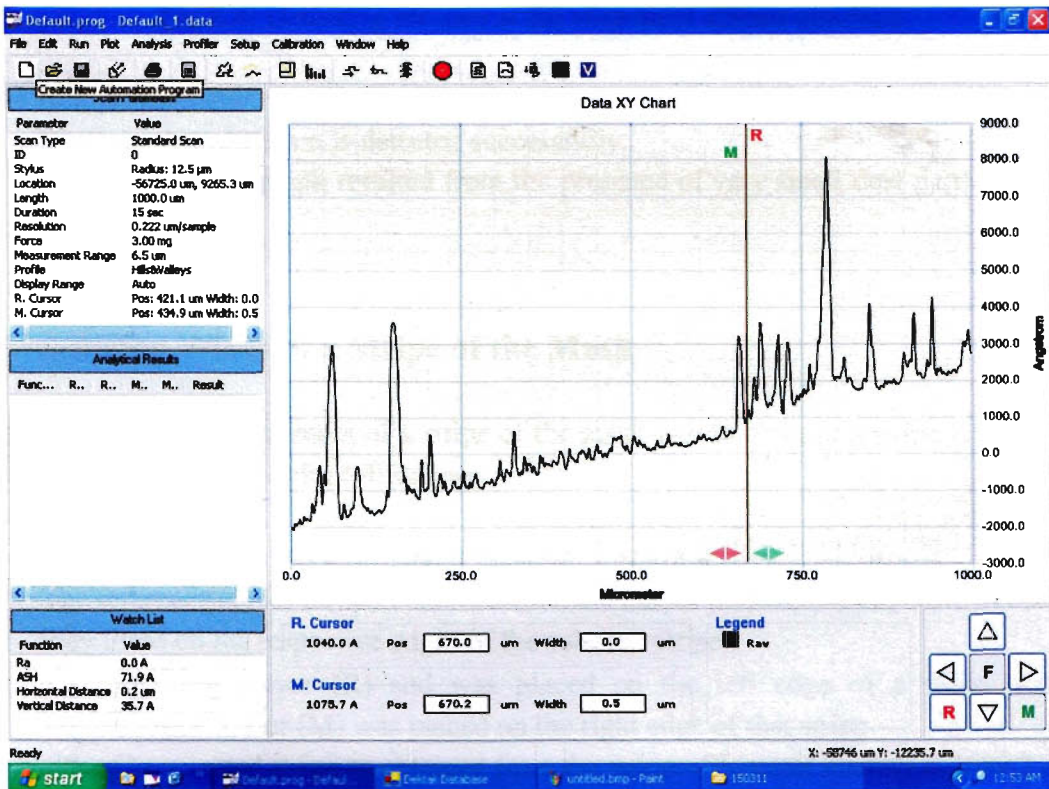 Default.prog - Default_1.data
File Edit Run Plot Analysis Profiler Setup Calibration Window Help
Create New Automation Program
Parameter Value
Scan Type Standard Scan
ID 0
Stylus Radius: 12.5 µm
Location -56725.0 um, 9265.3 um
Length 1000.0 um
Duration 15 sec
Resolution 0.222 um/sample
Force 3.00 mg
Measurement Range 6.5 um
Profile Hills&Valleys
Display Range Auto
R. Cursor Pos: 421.1 um Width: 0.0
M. Cursor Pos: 434.9 um Width: 0.5
Analytical Results
Func... R.. R.. M.. M.. Result
Watch List
Function Value
Ra 0.0 A
ASH 71.9 A
Horizontal Distance 0.2 um
Vertical Distance 35.7 A
Data XY Chart
R
M
9000.0
8000.0
7000.0
6000.0
5000.0
4000.0
3000.0
2000.0
1000.0
0.0
-1000.0
-2000.0
-3000.0
Angstrom
0.0 250.0 500.0 750.0 1000.0
Micrometer
R. Cursor
1040.0 A Pos 670.0 um Width 0.0 um
M. Cursor
1075.7 A Pos 670.2 um Width 0.5 um
Legend
Raw
F
R M
Ready X: -58746 um Y: -12235.7 um
start Default.prog - Defaul... Dektak Database untitled.bmp - Paint 150311 12:53 AM